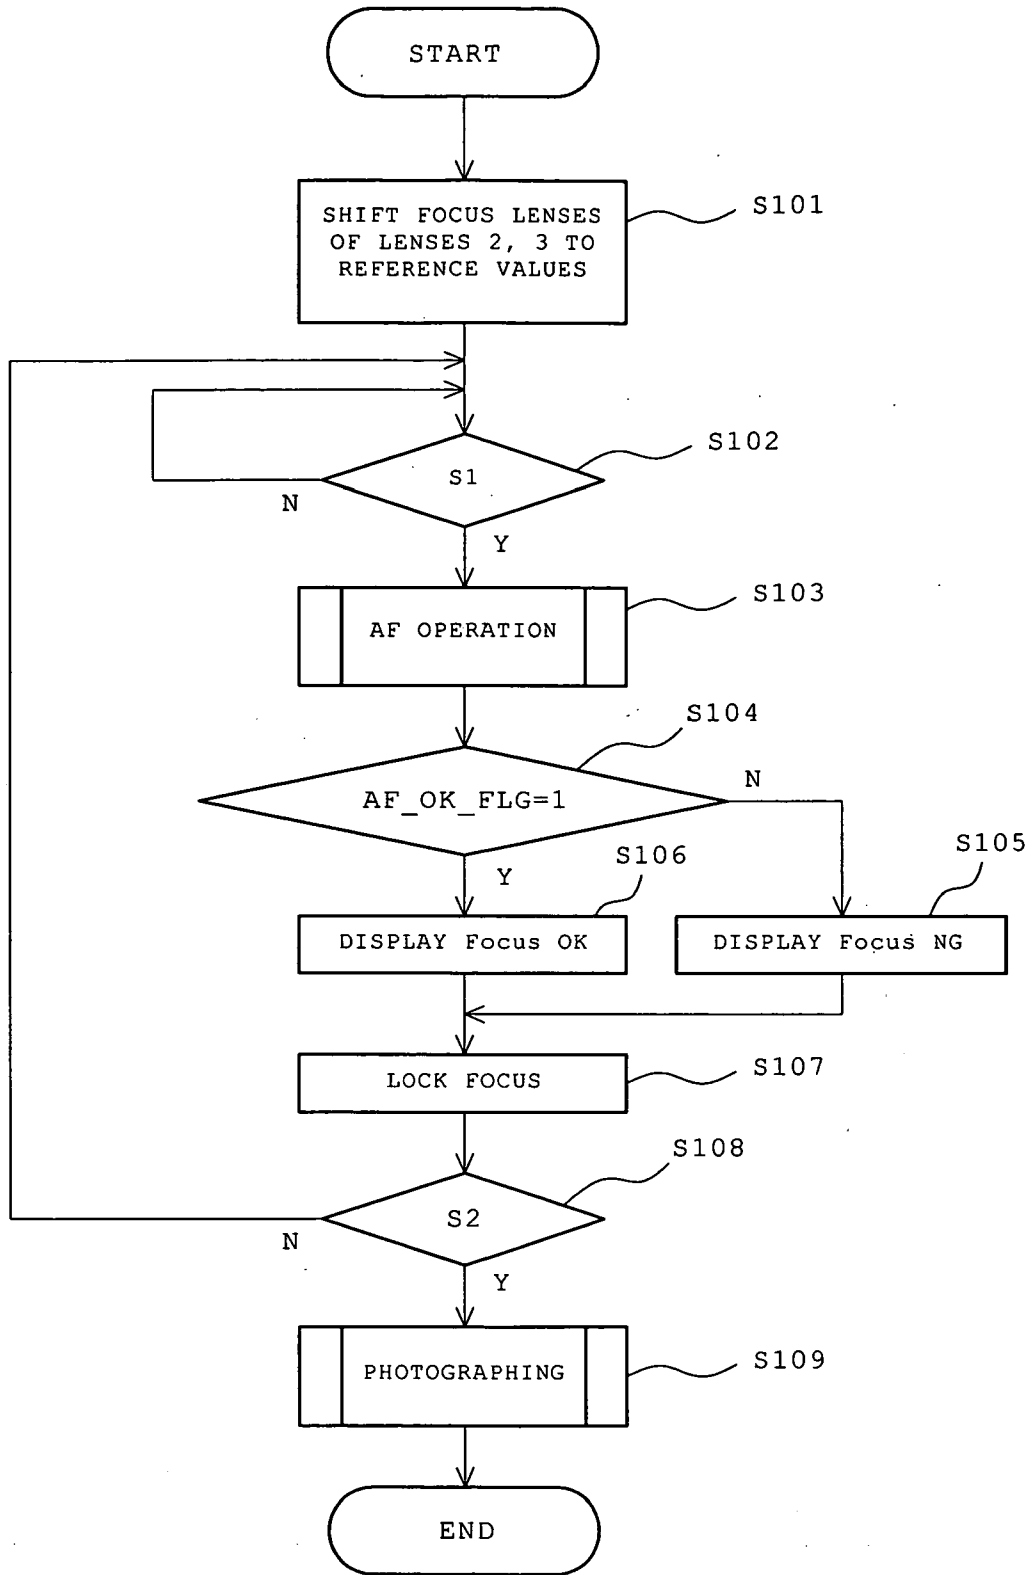 START
SHIFT FOCUS LENSES
OF LENSES 2, 3 TO
REFERENCE VALUES
S101
S1
S102
N
Y
AF OPERATION
S103
AF_OK_FLG=1
S104
N
Y
S106
S105
DISPLAY Focus OK
DISPLAY Focus NG
LOCK FOCUS
S107
S2
S108
N
Y
PHOTOGRAPHING
S109
END